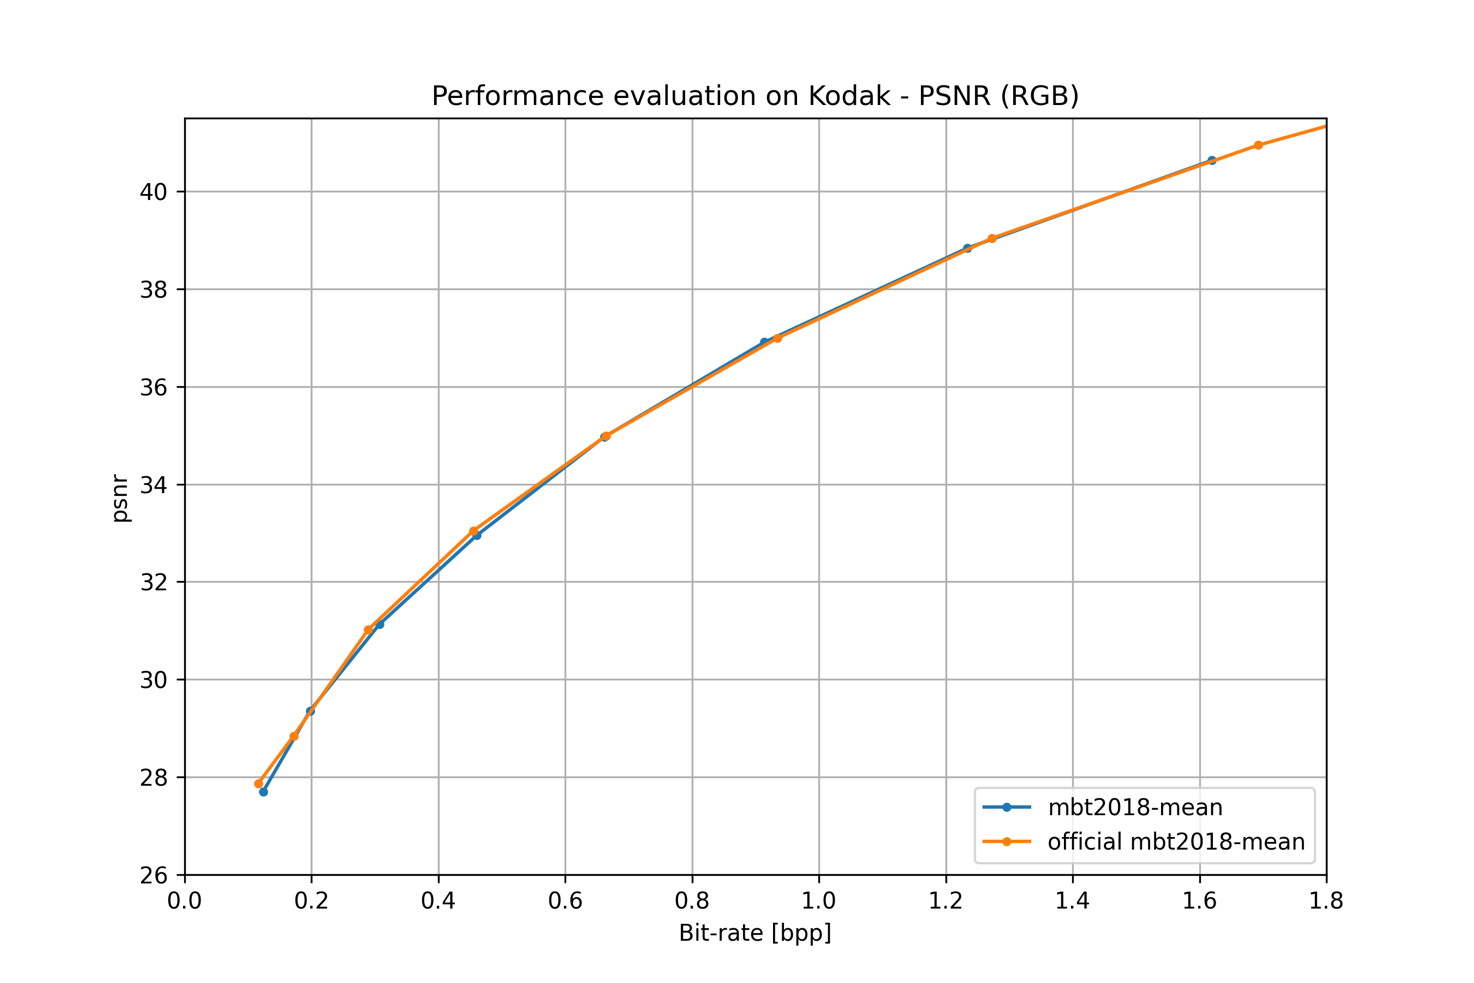 Performance evaluation on Kodak - PSNR (RGB)
40
38
36
34
32
30
28
26
psnr
mbt2018-mean
official mbt2018-mean
0.0 0.2 0.4 0.6 0.8 1.0 1.2 1.4 1.6 1.8
Bit-rate [bpp]